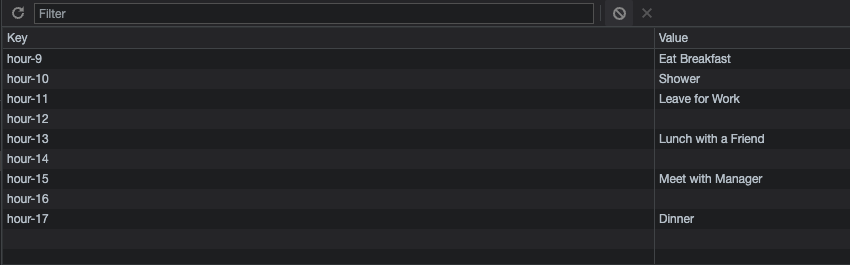 Filter
Key Value
hour-9 Eat Breakfast
hour-10 Shower
hour-11 Leave for Work
hour-12
hour-13 Lunch with a Friend
hour-14
hour-15 Meet with Manager
hour-16
hour-17 Dinner